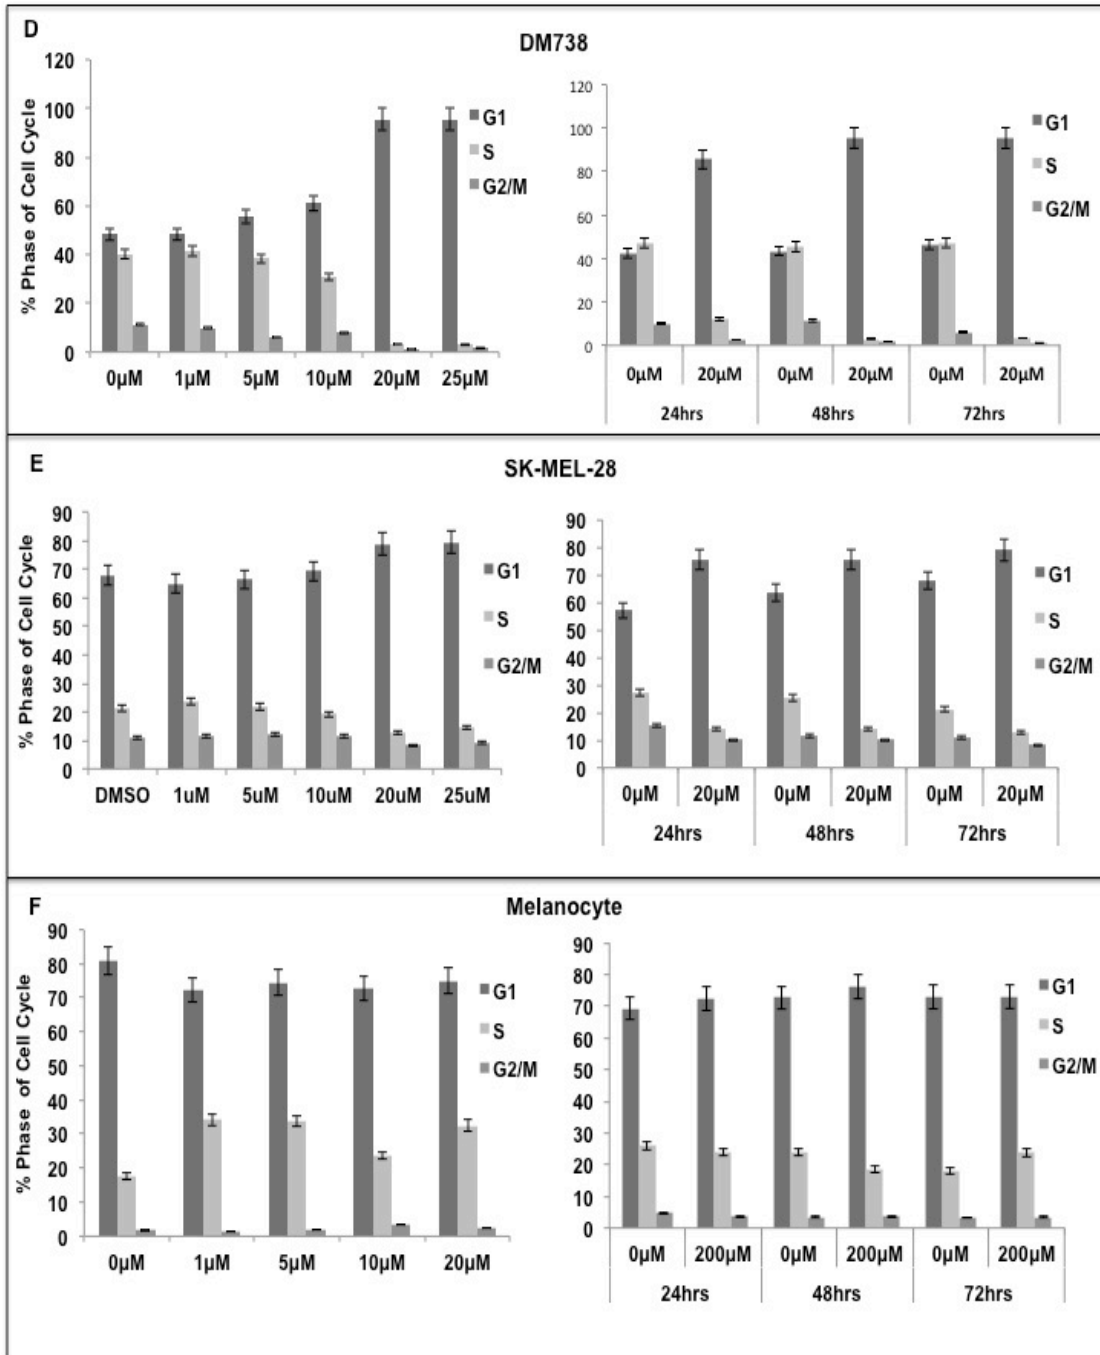 D
DM738
% Phase of Cell Cycle
120
100
80
60
40
20
0
0µM 1µM 5µM 10µM 20µM 25µM
G1
S
G2/M
120
100
80
60
40
20
0
0µM 20µM 0µM 20µM 0µM 20µM
24hrs 48hrs 72hrs
G1
S
G2/M
E
SK-MEL-28
% Phase of Cell Cycle
90
80
70
60
50
40
30
20
10
0
DMSO 1uM 5uM 10uM 20uM 25uM
G1
S
G2/M
90
80
70
60
50
40
30
20
10
0
0µM 20µM 0µM 20µM 0µM 20µM
24hrs 48hrs 72hrs
G1
S
G2/M
F
Melanocyte
% Phase of Cell Cycle
90
80
70
60
50
40
30
20
10
0
0µM 1µM 5µM 10µM 20µM
G1
S
G2/M
90
80
70
60
50
40
30
20
10
0
0µM 200µM 0µM 200µM 0µM 200µM
24hrs 48hrs 72hrs
G1
S
G2/M